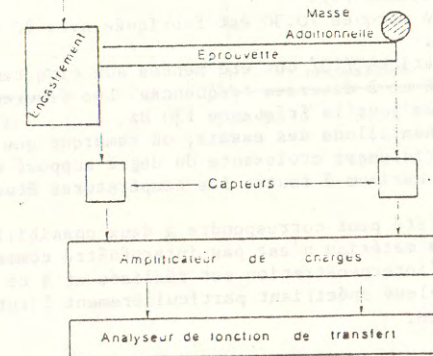 Masse
Additionnelle
Eprouvette
Encastrement
Capteurs
Amplificateur de charges
Analyseur de fonction de transfert